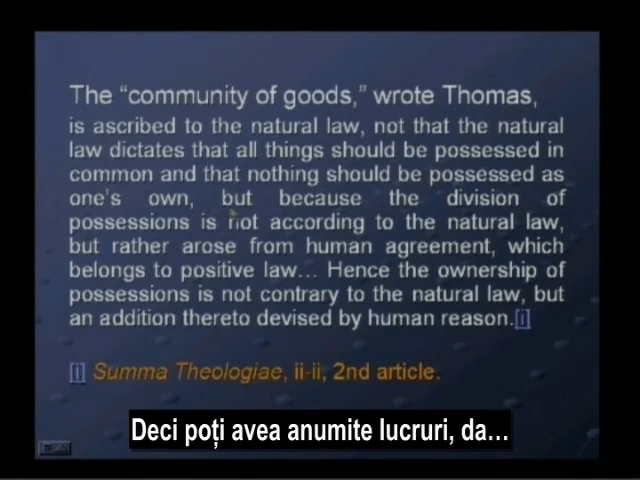 The “community of goods,” wrote Thomas,
is ascribed to the natural law, not that the natural
law dictates that all things should be possessed in
common and that nothing should be possessed as
one's own, but because the division of
possessions is not according to the natural law,
but rather arose from human agreement, which
belongs to positive law... Hence the ownership of
possessions is not contrary to the natural law, but
an addition thereto devised by human reason.[i]
[i] Summa Theologiae, ii-ii, 2nd article.
Deci poți avea anumite lucruri, da...